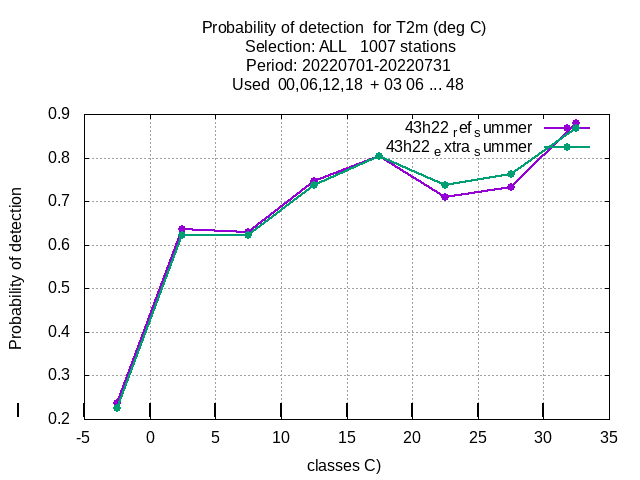 Probability of detection for T2m (deg C)
Selection: ALL 1007 stations
Period: 20220701-20220731
Used 00,06,12,18 + 03 06 ... 48
43h22 ref summer
43h22 extra summer
Probability of detection
0.9
0.8
0.7
0.6
0.5
0.4
0.3
0.2
-5 0 5 10 15 20 25 30 35
classes C)